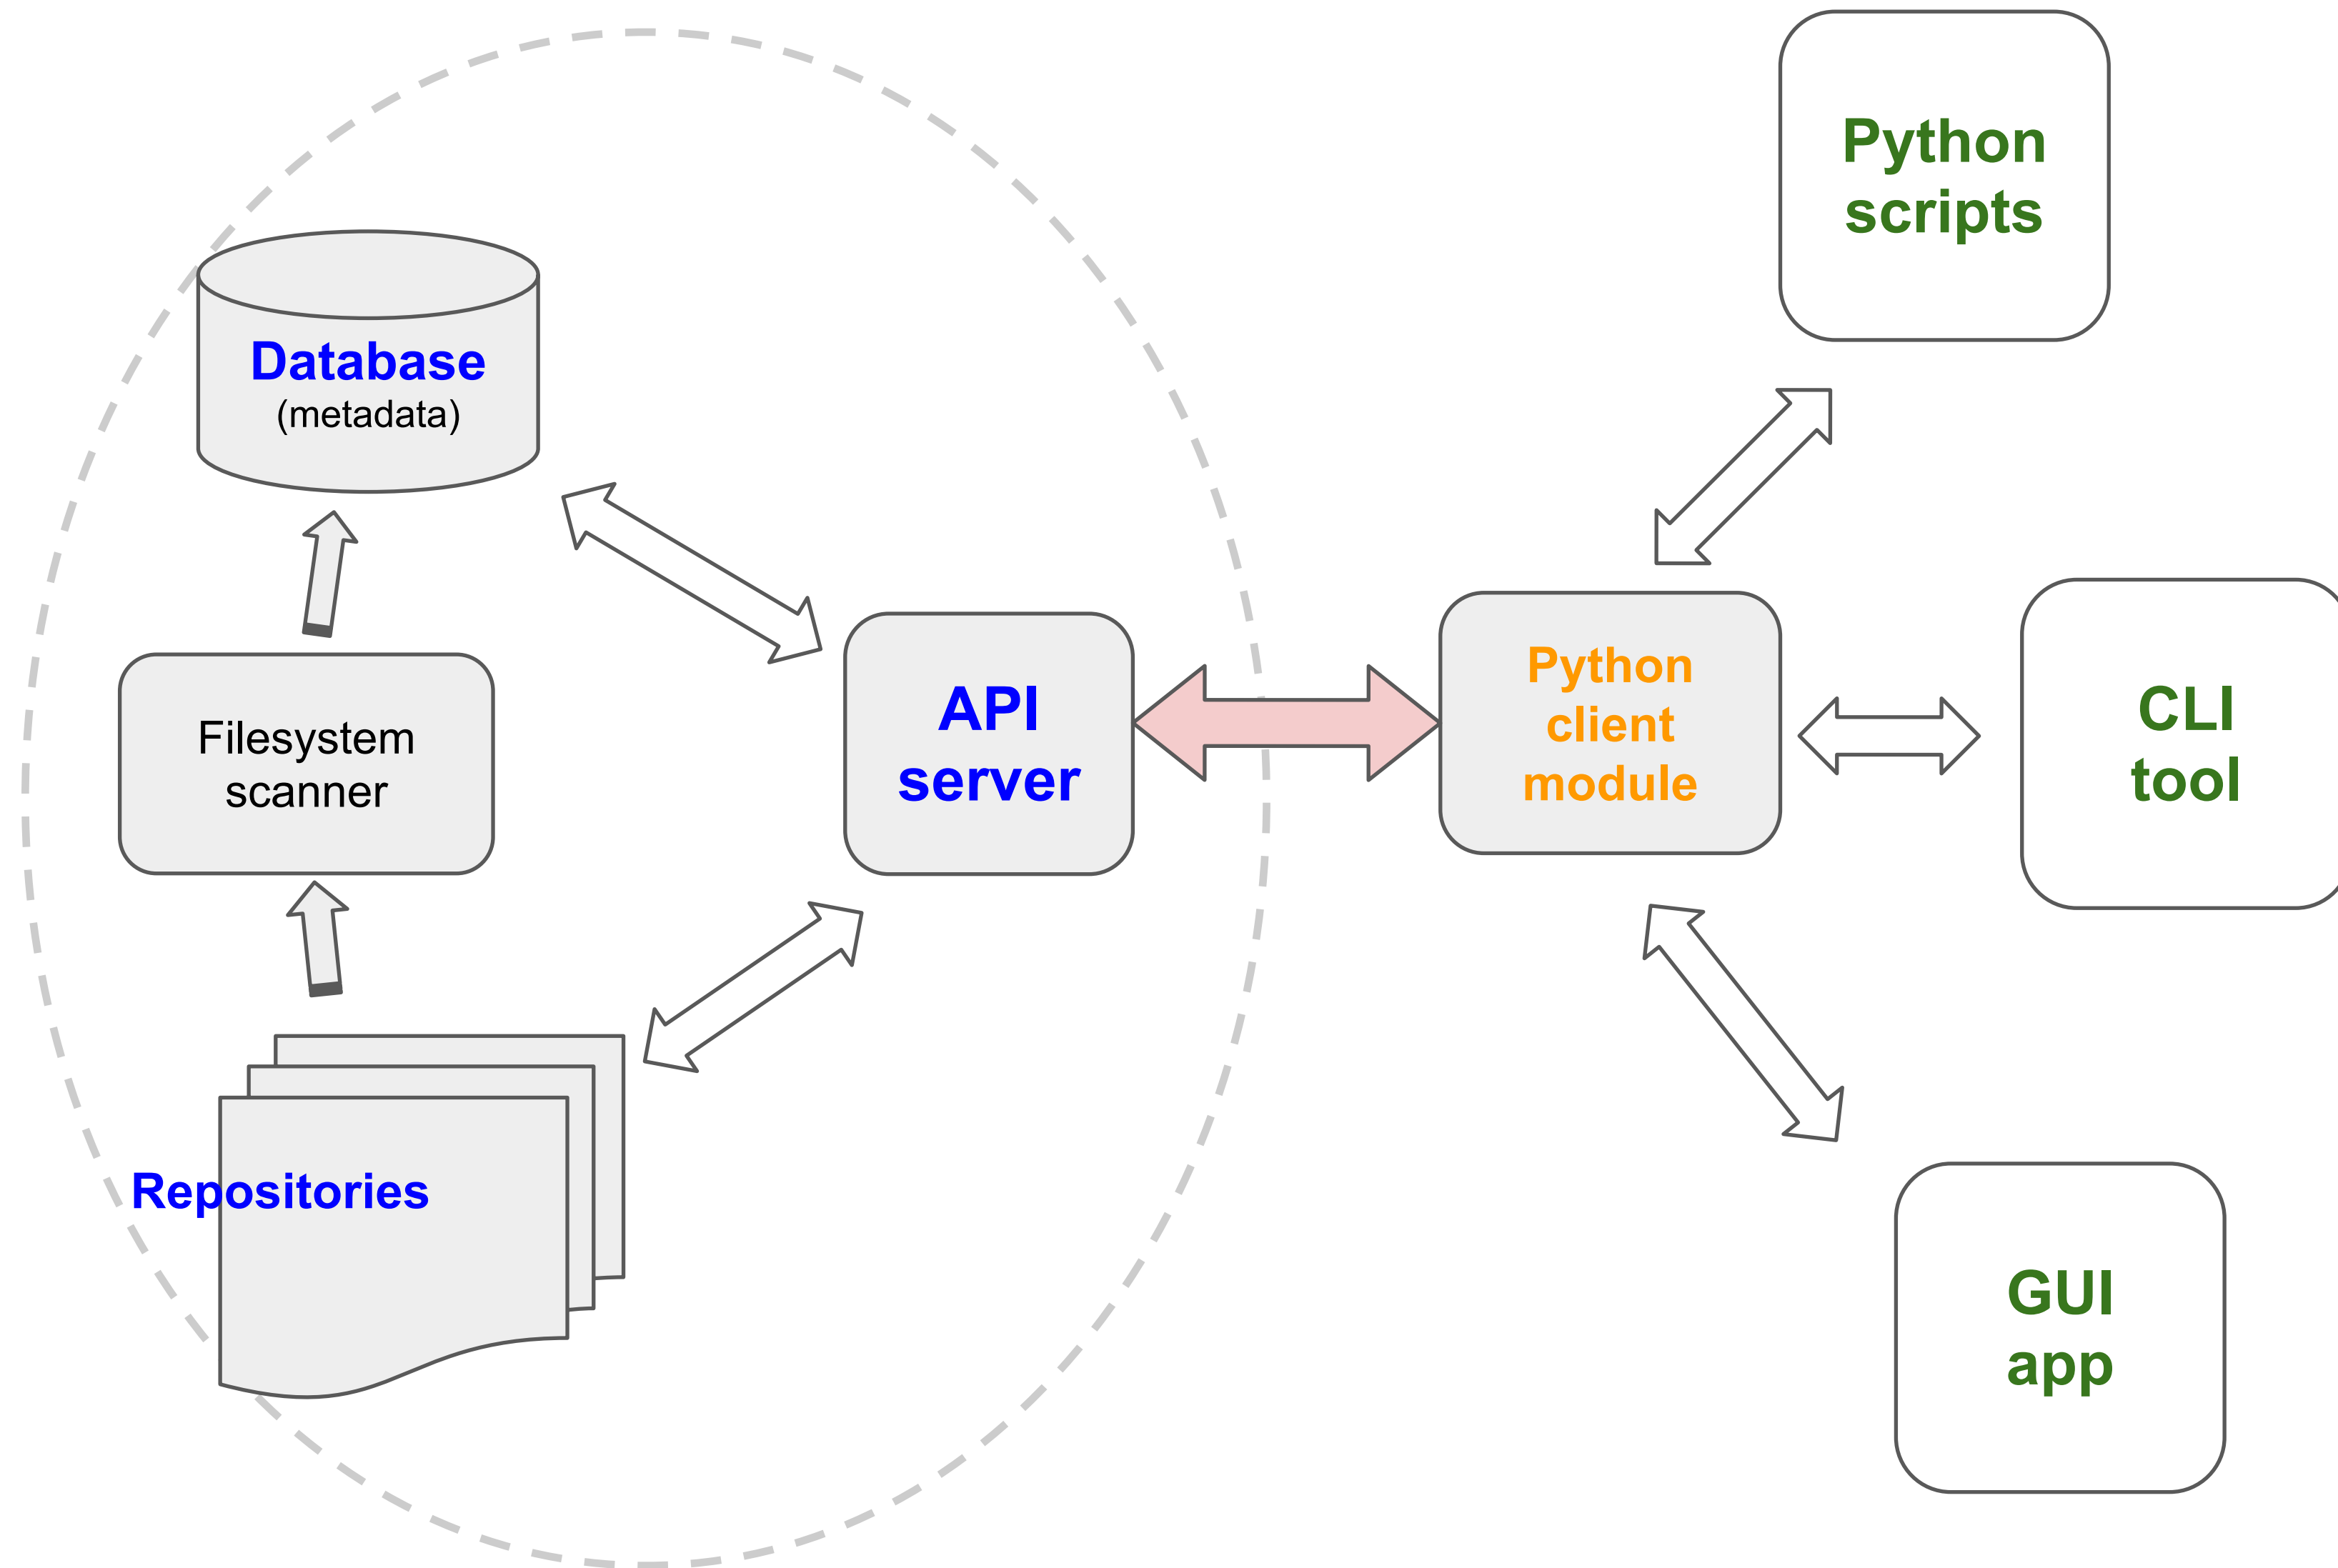 Python
scripts
Database
(metadata)
Filesystem
scanner
API
server
Python
client
module
CLI
tool
Repositories
GUI
app